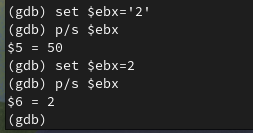 (gdb) set $ebx='2'
(gdb) p/s $ebx
$5 = 50
(gdb) set $ebx=2
(gdb) p/s $ebx
$6 = 2
(gdb)